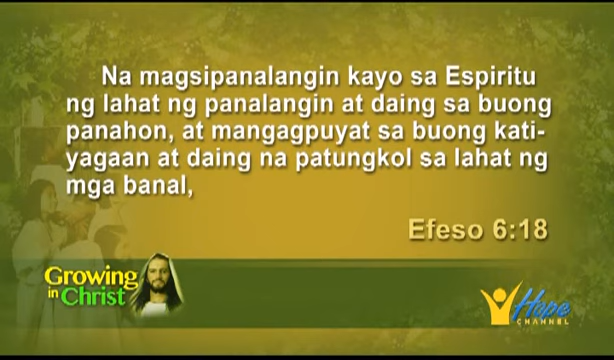 Na magsipanalangin kayo sa Espiritu
ng lahat ng panalangin at daing sa buong
panahon, at mangagpuyat sa buong kati-
yagaan at daing na patungkol sa lahat ng
mga banal,
Efeso 6:18
Growing
in Christ
Hope
CHANNEL